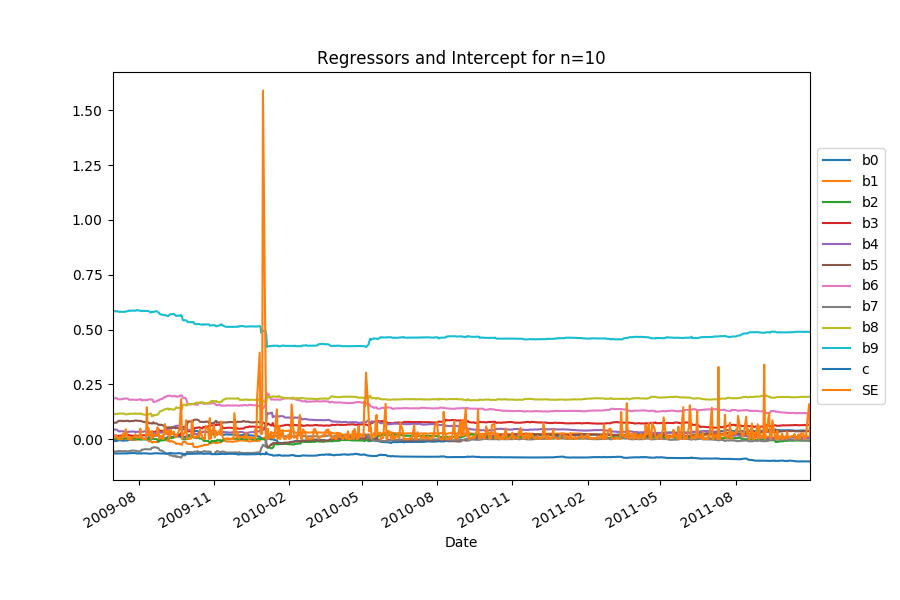 Regressors and Intercept for n=10
1.50
1.25
1.00
0.75
0.50
0.25
0.00
b0
b1
b2
b3
b4
b5
b6
b7
b8
b9
c
SE
2009-08
2009-11
2010-02
2010-05
2010-08
2010-11
2011-02
2011-05
2011-08
Date